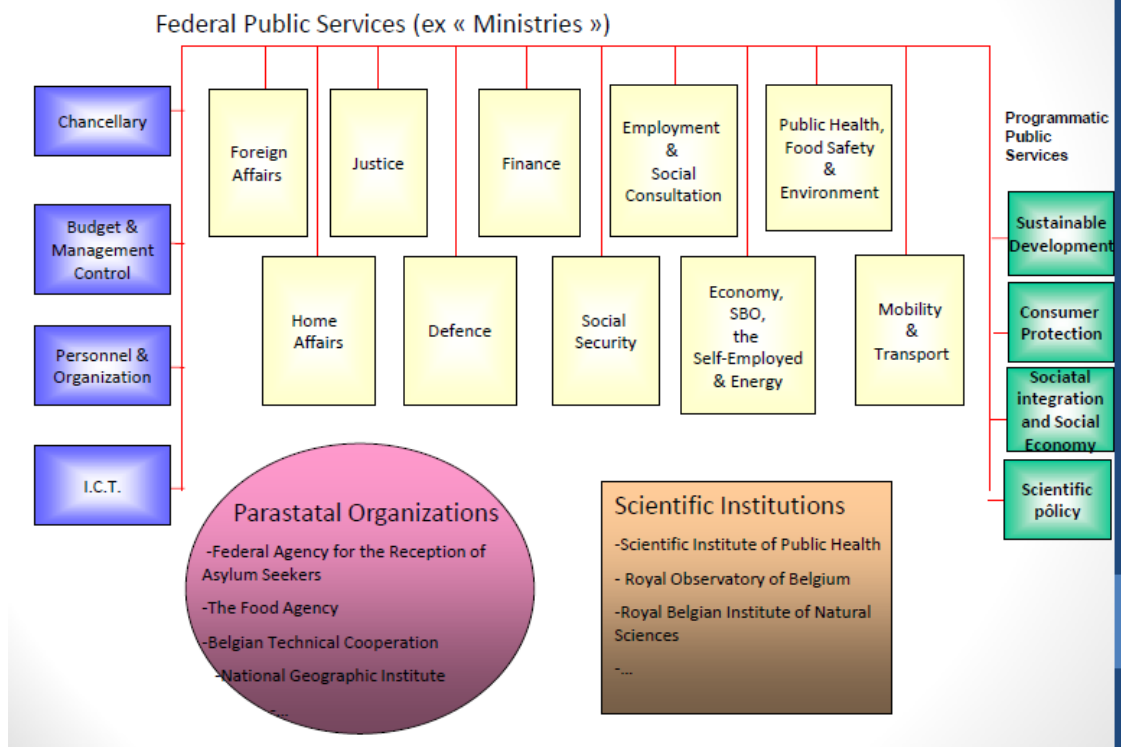 Federal Public Services (ex « Ministries »)
Chancellary
Budget &
Management
Control
Personnel &
Organization
I.C.T.
Foreign
Affairs
Justice
Finance
Employment
&
Social
Consultation
Public Health,
Food Safety
&
Environment
Home
Affairs
Defence
Social
Security
Economy,
SBO,
the
Self-Employed
& Energy
Mobility
&
Transport
Programmatic
Public
Services
Sustainable
Development
Consumer
Protection
Sociatal
integration
and Social
Economy
Scientific
pôlicy
Parastatal Organizations
-Federal Agency for the Reception of
Asylum Seekers
-The Food Agency
-Belgian Technical Cooperation
-National Geographic Institute
-...
Scientific Institutions
-Scientific Institute of Public Health
- Royal Observatory of Belgium
-Royal Belgian Institute of Natural
Sciences
-...